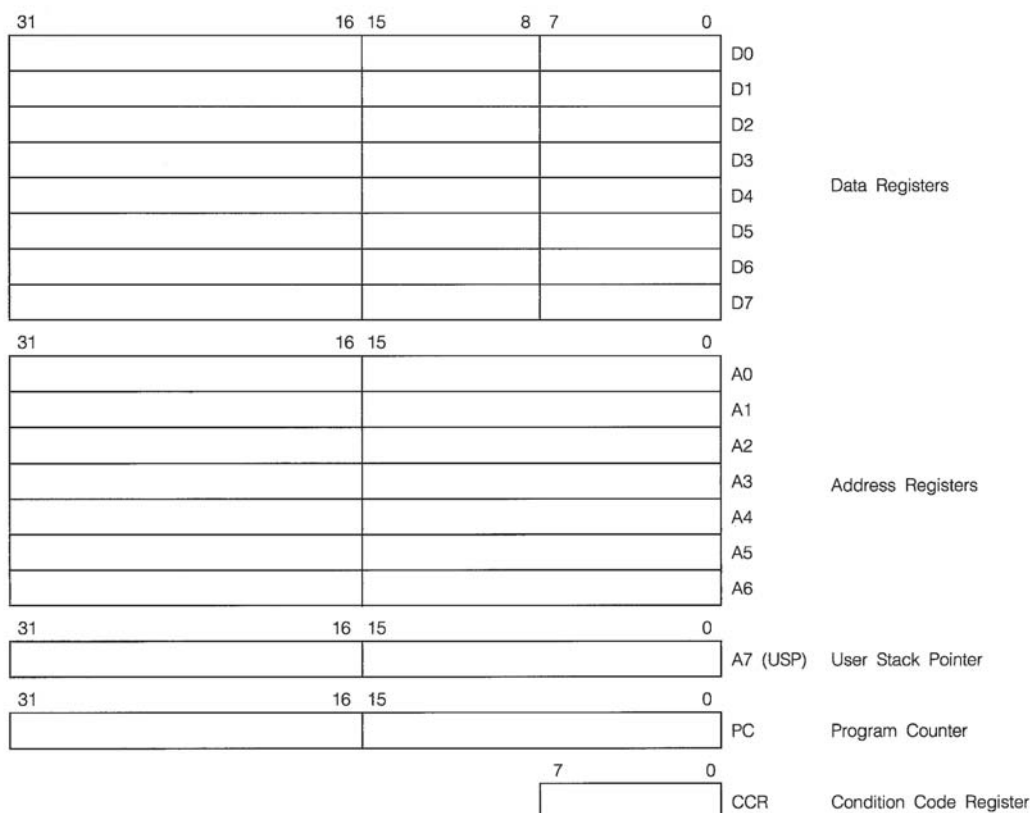 31 16 15 8 7 0
D0
D1
D2
D3
D4 Data Registers
D5
D6
D7
31 16 15 0
A0
A1
A2
A3 Address Registers
A4
A5
A6
31 16 15 0
A7 (USP) User Stack Pointer
31 16 15 0
PC Program Counter
7 0
CCR Condition Code Register